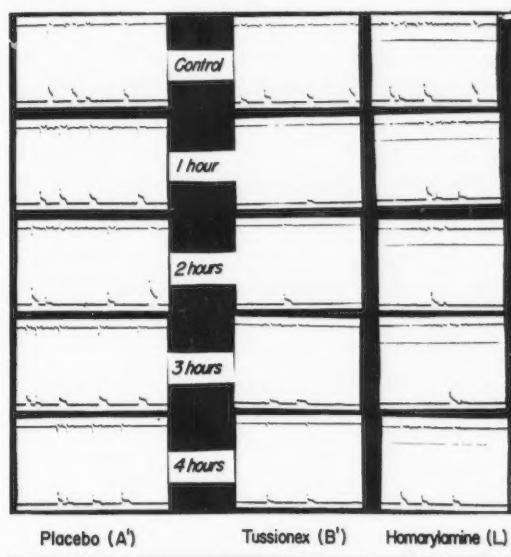 Control
1 hour
2 hours
3 hours
4 hours
Placebo (A')
Tussionex (B')
Homarylamine (L)